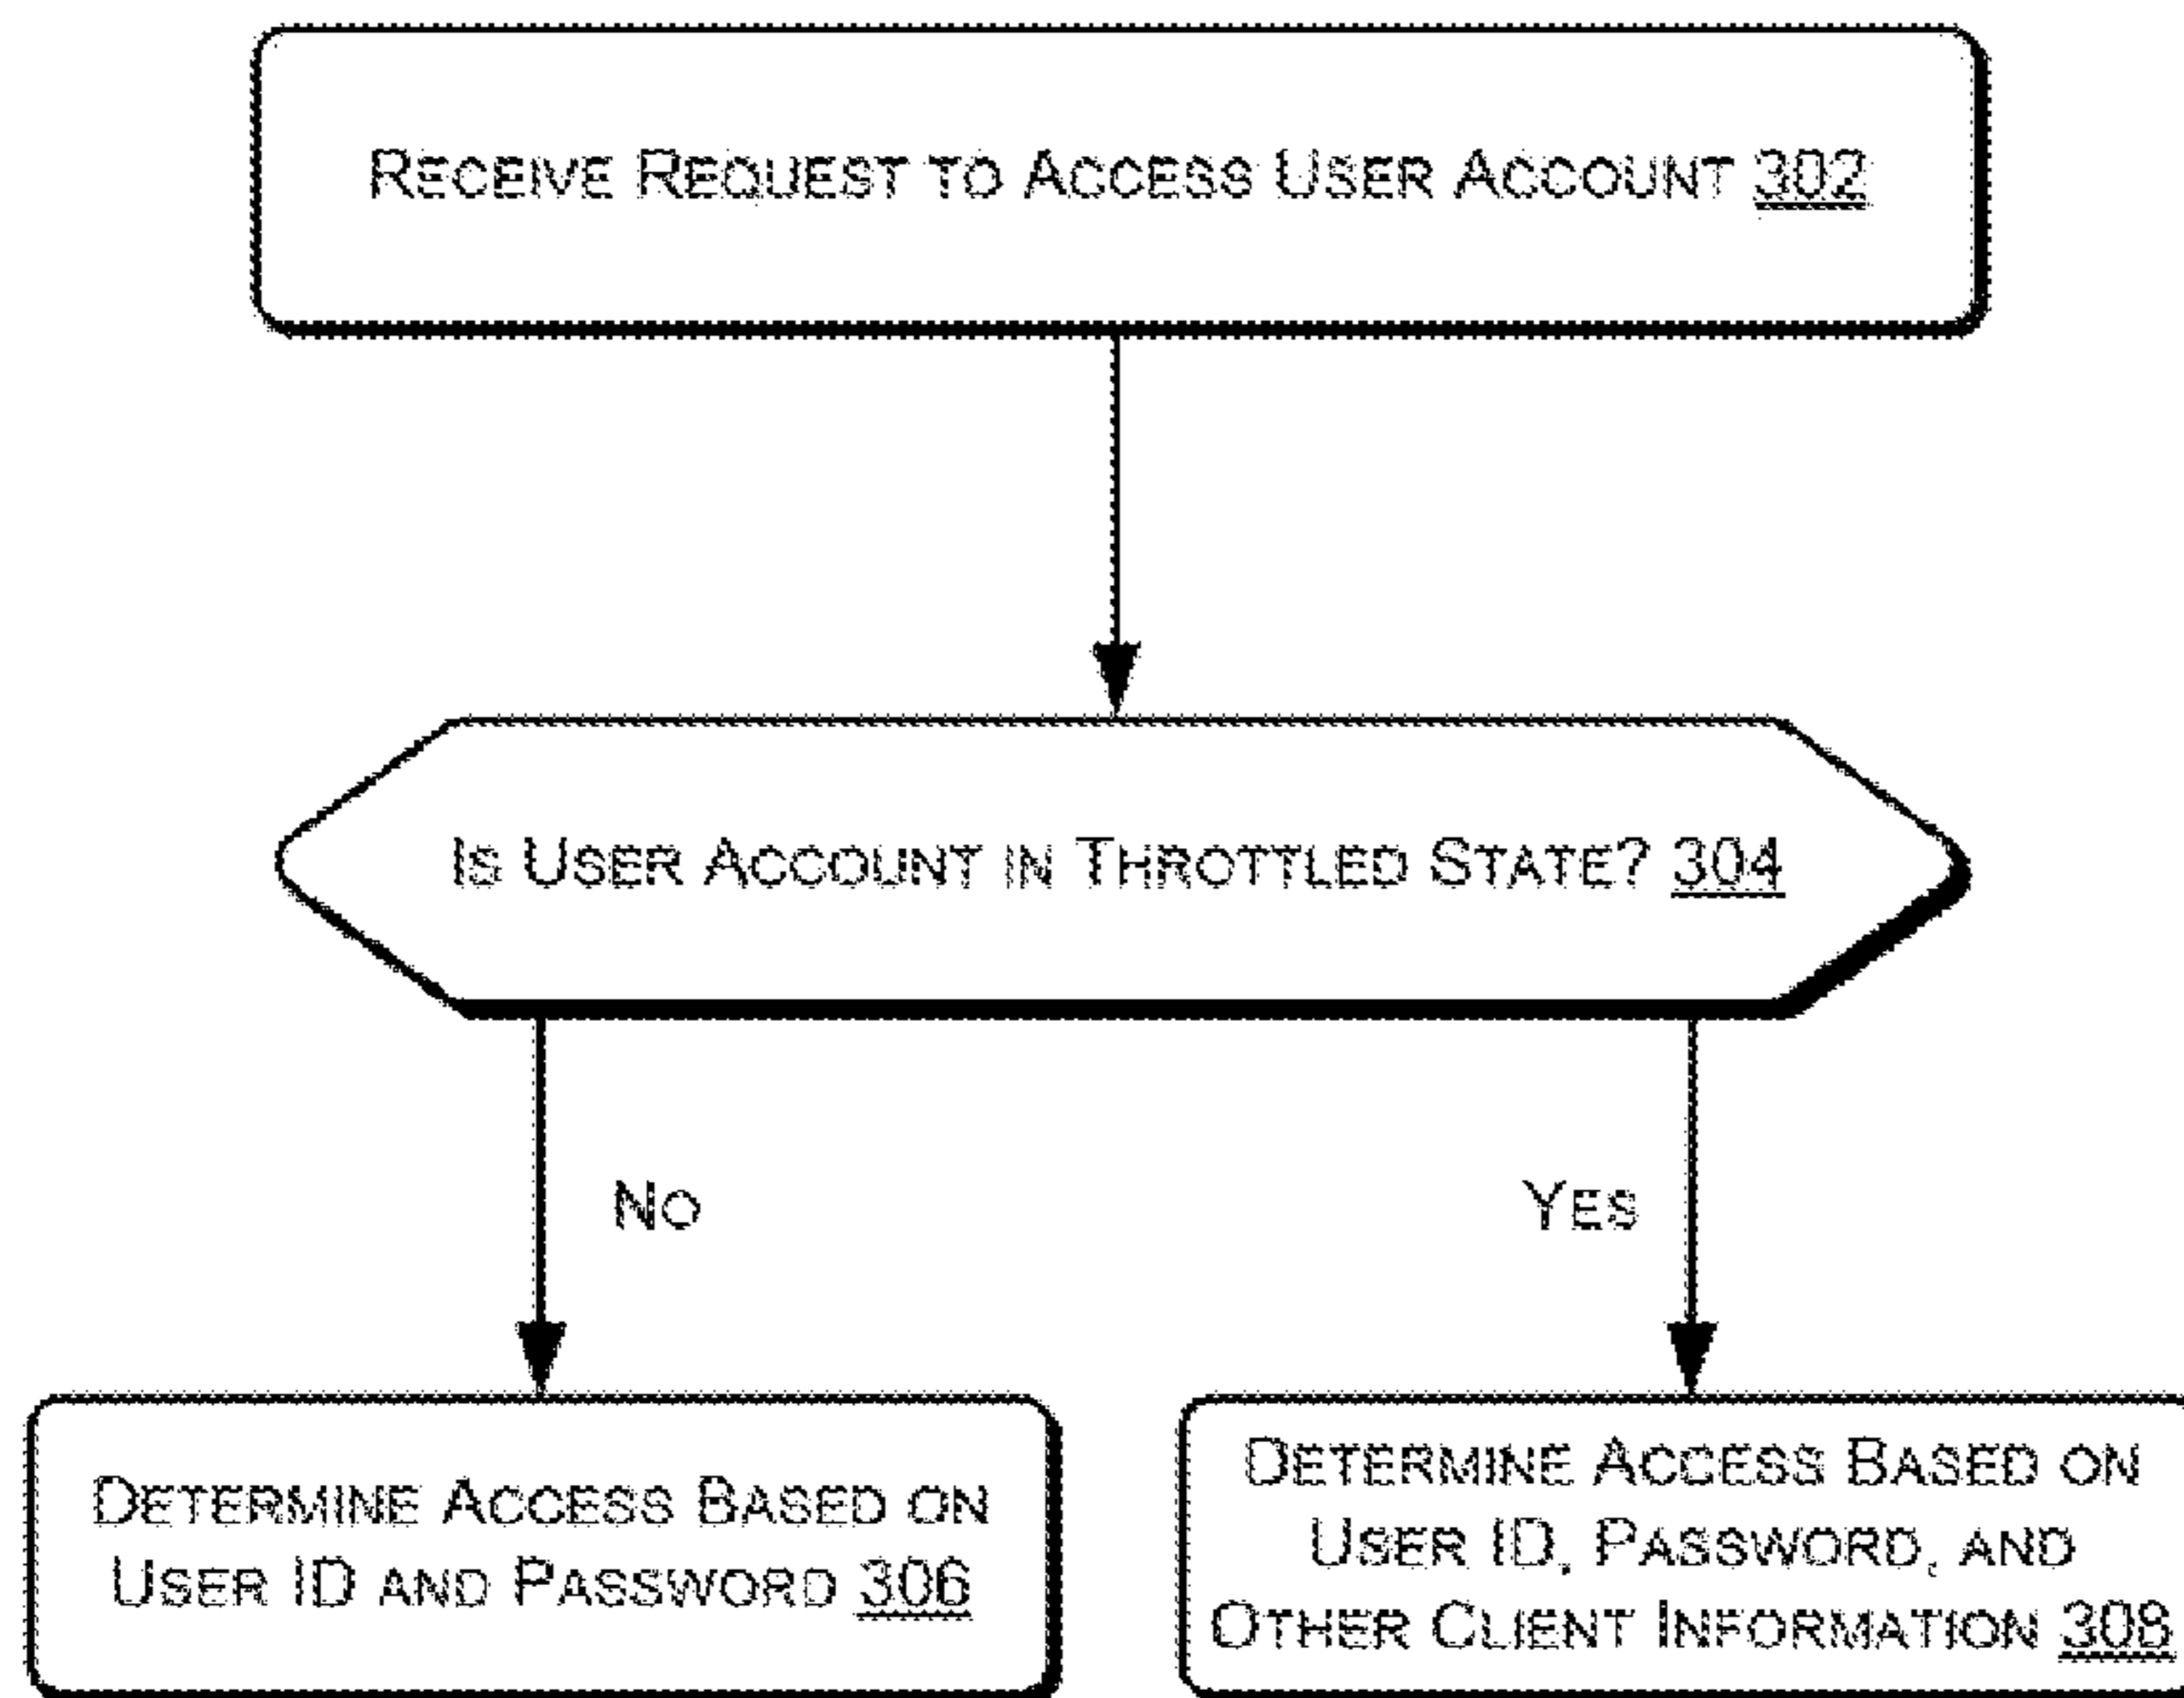 RECEIVE REQUEST TO ACCESS USER ACCOUNT 302
IS USER ACCOUNT IN THROTTLED STATE? 304
NO
YES
DETERMINE ACCESS BASED ON
USER ID AND PASSWORD 306
DETERMINE ACCESS BASED ON
USER ID, PASSWORD, AND
OTHER CLIENT INFORMATION 308